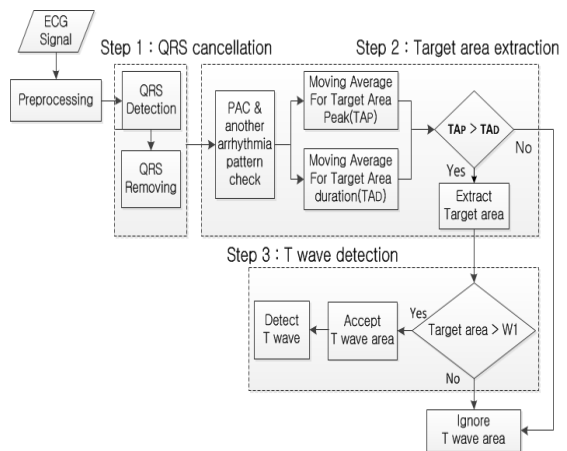 ECG
Signal
Step 1 : QRS cancellation
Step 2 : Target area extraction
Preprocessing
QRS
Detection
QRS
Removing
PAC &
another
arrhythmia
pattern
check
Moving Average
For Target Area
Peak(TAP)
Moving Average
For Target Area
duration(TAD)
TAP > TAD
No
Yes
Extract
Target area
Step 3 : T wave detection
Detect
T wave
Accept
T wave area
Yes
Target area > W1
No
Ignore
T wave area